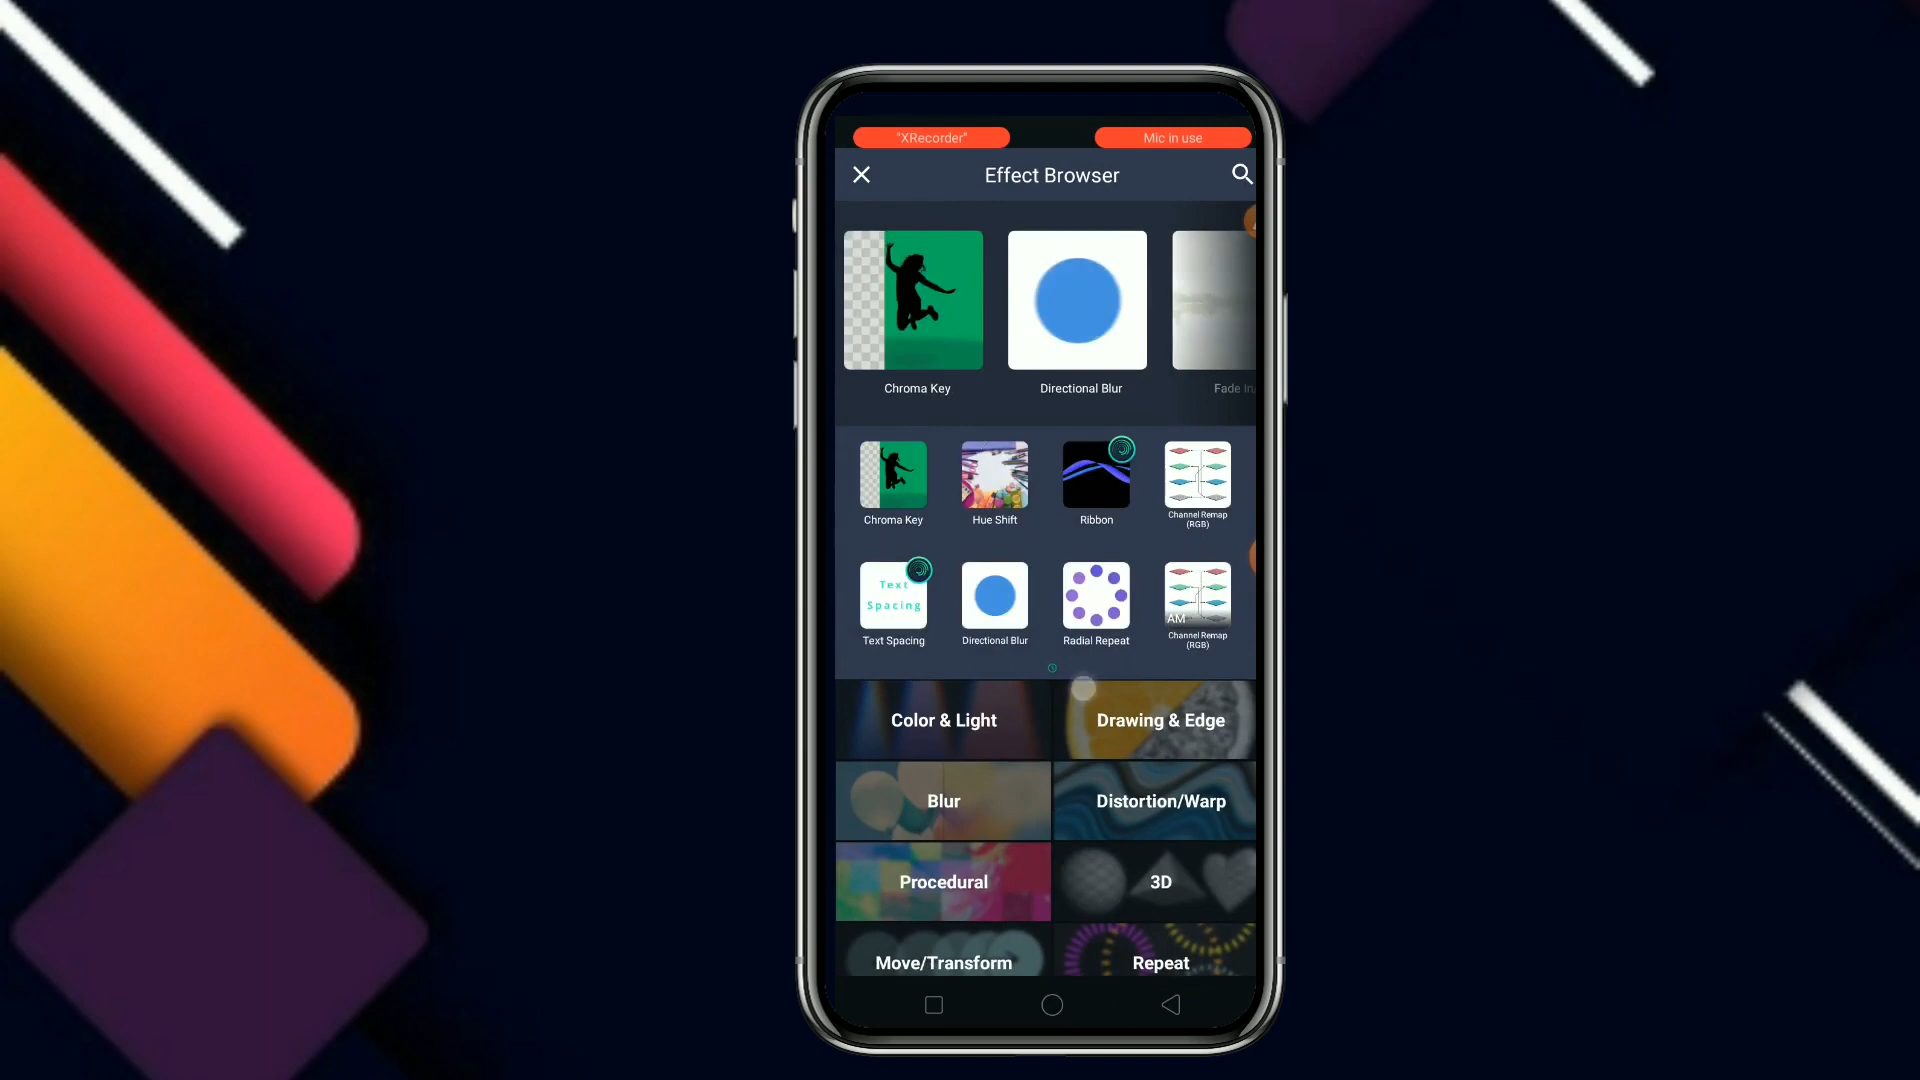 "XRecorder"
Mic in use
Effect Browser
Chroma Key
Directional Blur
Fade In
Chroma Key
Hue Shift
Ribbon
Channel Remap
(RGB)
Text
Spacing
AM
Text Spacing
Directional Blur
Radial Repeat
Channel Remap
(RGB)
Color & Light
Drawing & Edge
Blur
Distortion/Warp
Procedural
3D
Move/Transform
Repeat